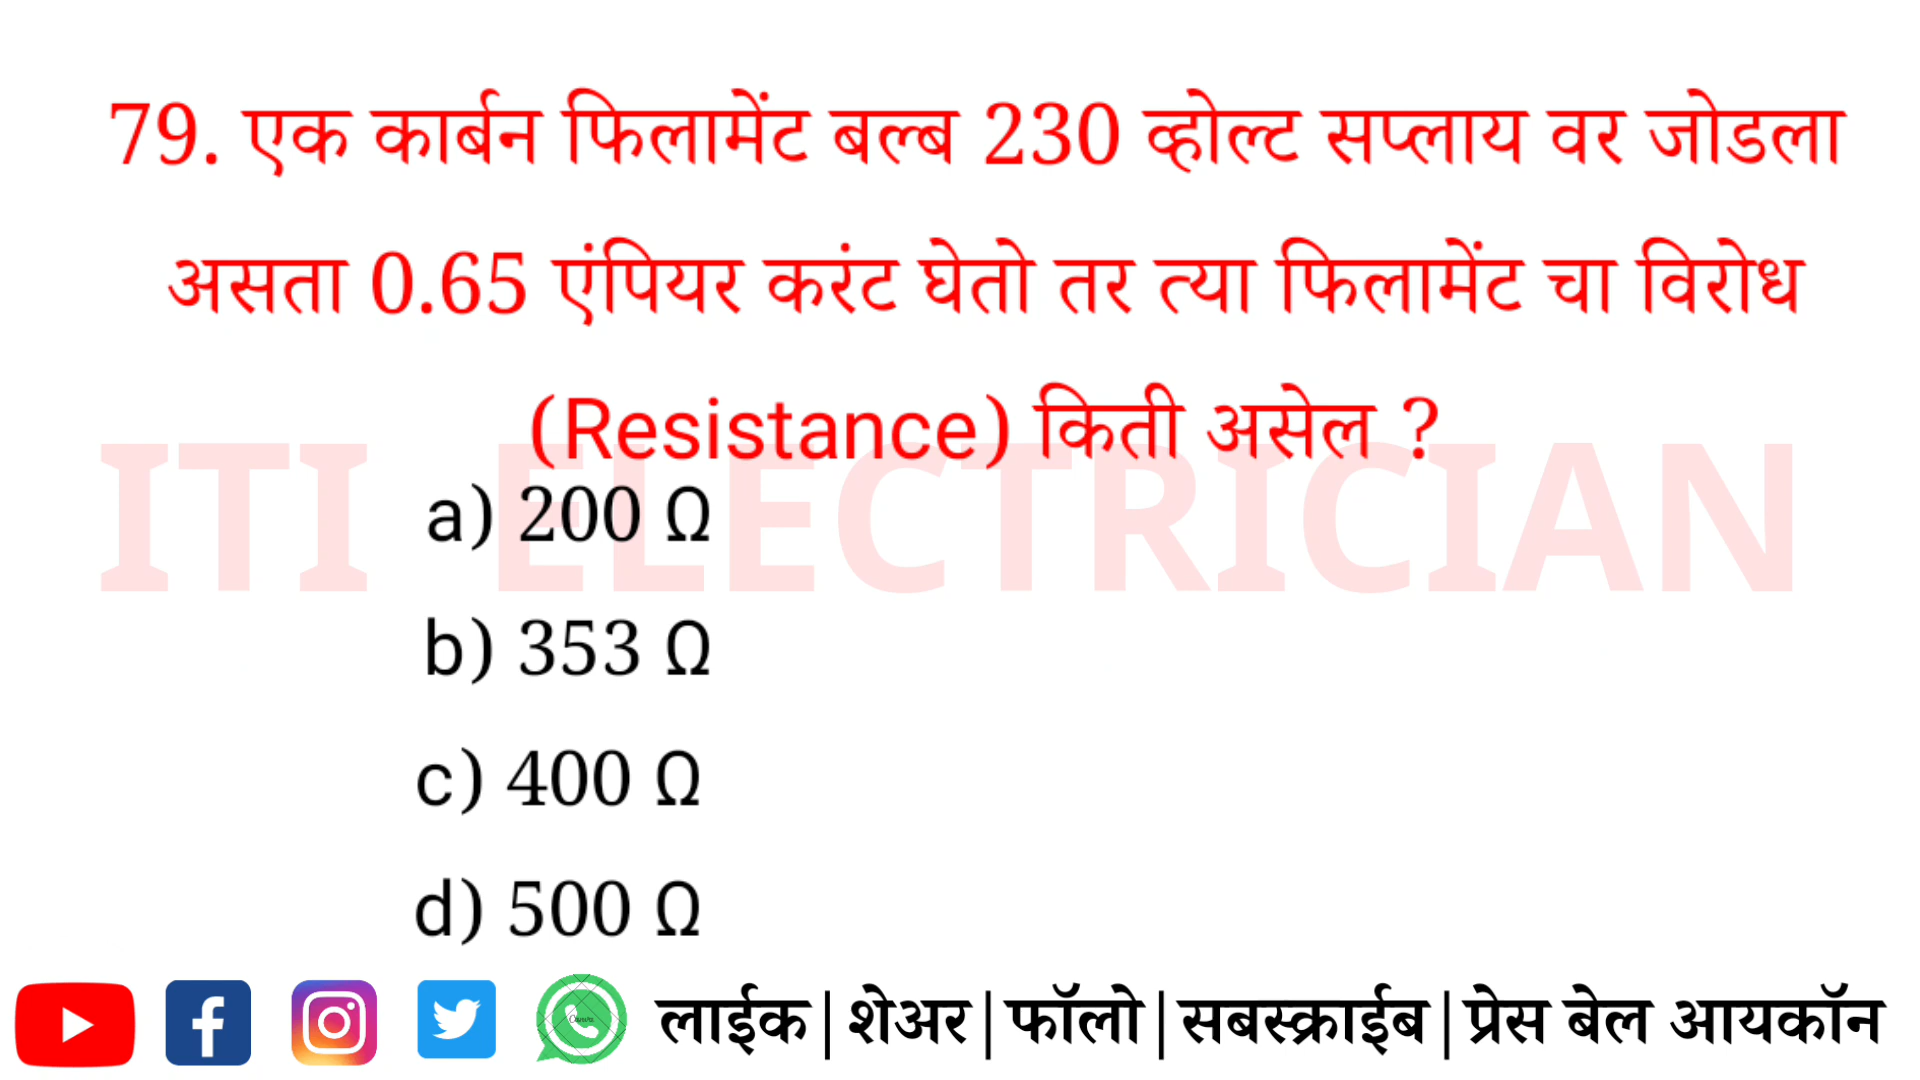 79. एक कार्बन फिलामेंट बल्ब 230 व्होल्ट सप्लाय वर जोडला
असता 0.65 एंपियर करंट घेतो तर त्या फिलामेंट चा विरोध
(Resistance) किती असेल ?
ITI ELECTRICIAN
a) 200 Ω
b) 353 Ω
c) 400 Ω
d) 500 Ω
लाईक|शेअर|फॉलो|सबस्क्राईब|प्रेस बेल आयकॉन